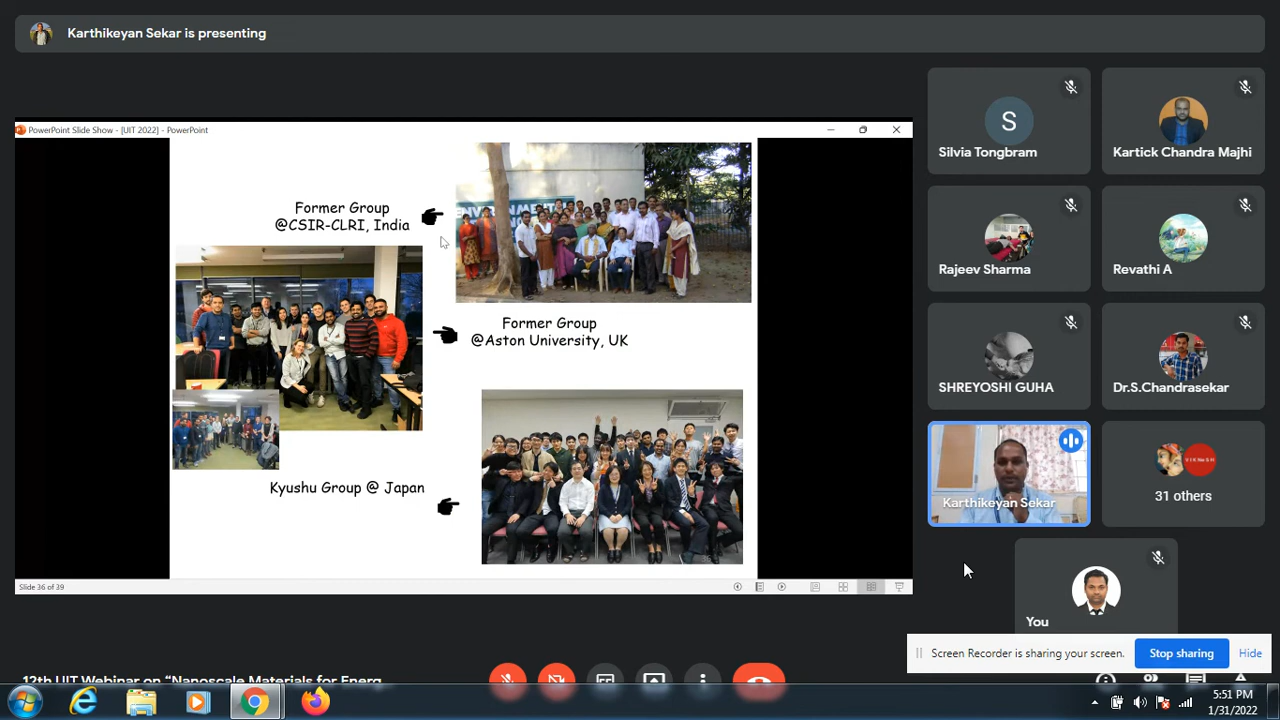 Karthikeyan Sekar is presenting
PowerPoint Slide Show - [UIT 2022] - PowerPoint
Former Group
@CSIR-CLRI, India
ENVIRONMENT
Former Group
@Aston University, UK
Kyushu Group @ Japan
Slide 36 of 39
S
Silvia Tongbram
Kartick Chandra Majhi
Rajeev Sharma
Revathi A
SHREYOSHI GUHA
Dr.S.Chandrasekar
Karthikeyan Sekar
31 others
You
Screen Recorder is sharing your screen.
Stop sharing
Hide
12th UIT Webinar on “Nanoscale Materials for Energ
5:51 PM
1/31/2022